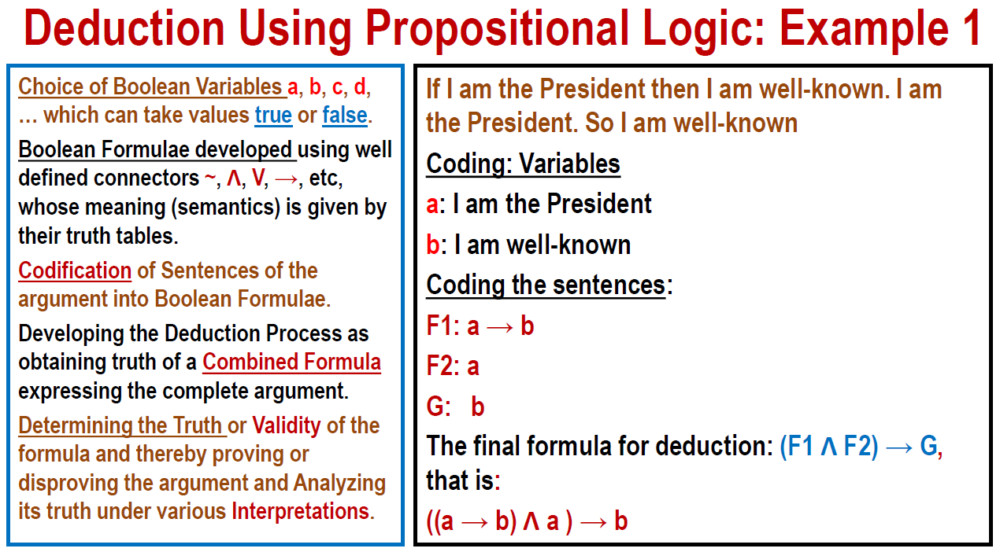 Deduction Using Propositional Logic: Example 1
Choice of Boolean Variables a, b, c, d,
… which can take values true or false.
Boolean Formulae developed using well
defined connectors ~, Ʌ, V, →, etc,
whose meaning (semantics) is given by
their truth tables.
Codification of Sentences of the
argument into Boolean Formulae.
Developing the Deduction Process as
obtaining truth of a Combined Formula
expressing the complete argument.
Determining the Truth or Validity of the
formula and thereby proving or
disproving the argument and Analyzing
its truth under various Interpretations.
If I am the President then I am well-known. I am
the President. So I am well-known
Coding: Variables
a: I am the President
b: I am well-known
Coding the sentences:
F1: a → b
F2: a
G: b
The final formula for deduction: (F1 Ʌ F2) → G,
that is:
((a → b) Ʌ a ) → b